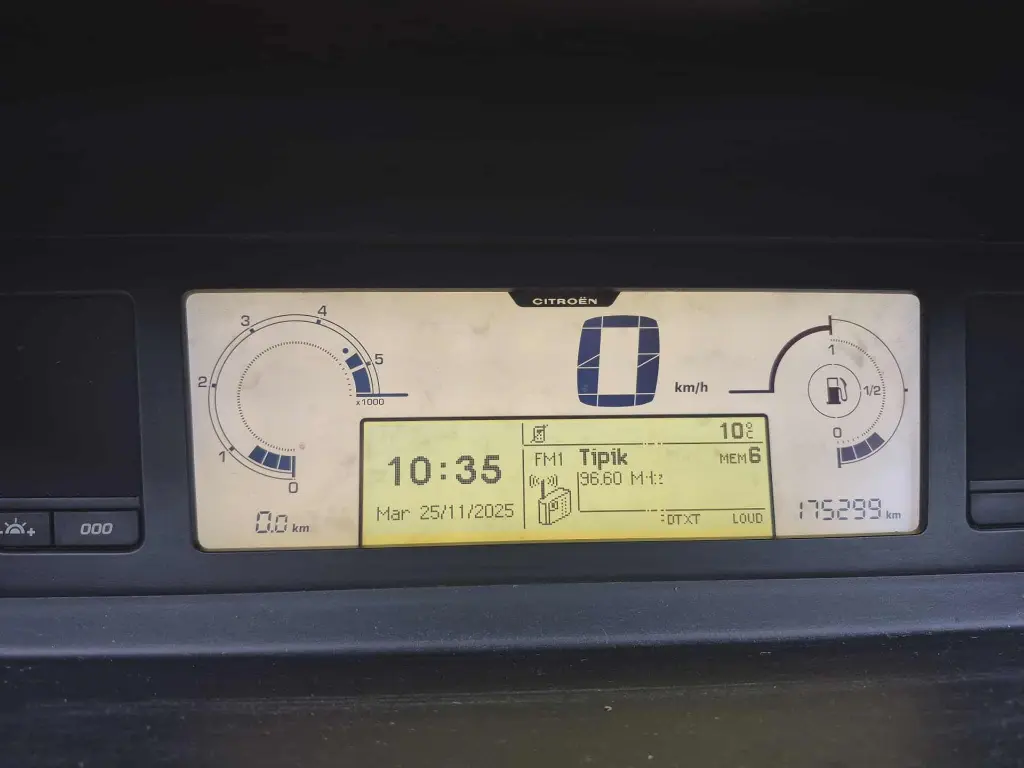 CITROËN
4
3
5
2
x1000
1
0
0.0 km
000
0
km/h
1
1/2
0
175299 km
10:35
Mar 25/11/2025
10°C
FM1 Tipik MEM 6
96.60 MHz
LOUD